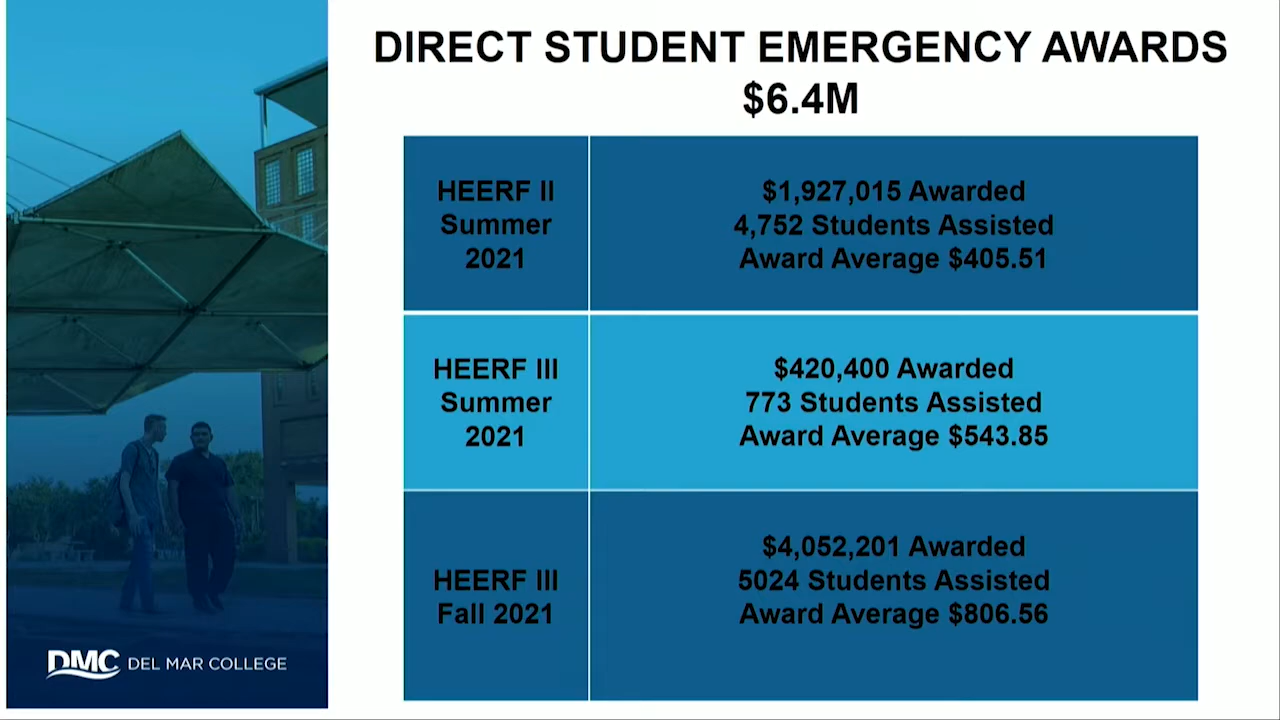 DIRECT STUDENT EMERGENCY AWARDS
$6.4M
HEERF II
Summer
2021
$1,927,015 Awarded
4,752 Students Assisted
Award Average $405.51
HEERF III
Summer
2021
$420,400 Awarded
773 Students Assisted
Award Average $543.85
HEERF III
Fall 2021
$4,052,201 Awarded
5024 Students Assisted
Award Average $806.56
DMC DEL MAR COLLEGE